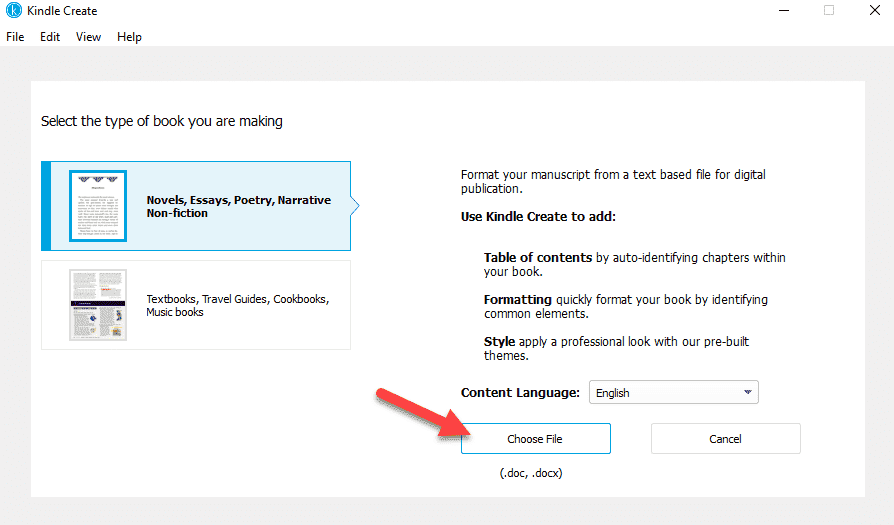 Kindle Create
File Edit View Help
Select the type of book you are making
Novels, Essays, Poetry, Narrative
Non-fiction
Textbooks, Travel Guides, Cookbooks,
Music books
Format your manuscript from a text based file for digital
publication.
Use Kindle Create to add:
Table of contents by auto-identifying chapters within
your book.
Formatting quickly format your book by identifying
common elements.
Style apply a professional look with our pre-built
themes.
Content Language: English
Choose File Cancel
(.doc, .docx)